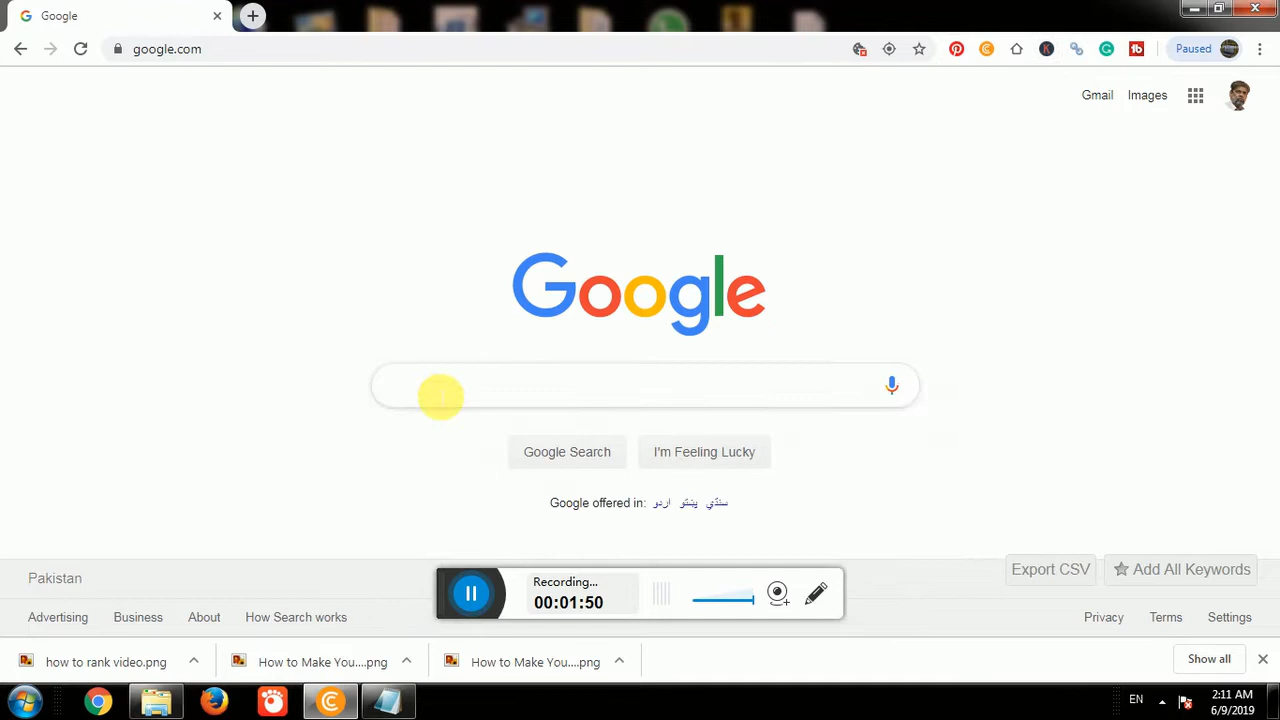 Google
google.com
Paused
Gmail Images
Google
Google Search I'm Feeling Lucky
Google offered in: اردو پښتو سنڌي
Export CSV Add All Keywords
Pakistan
Recording...
00:01:50
Advertising Business About How Search works Privacy Terms Settings
how to rank video.png How to Make You....png How to Make You....png Show all
EN 2:11 AM
6/9/2019